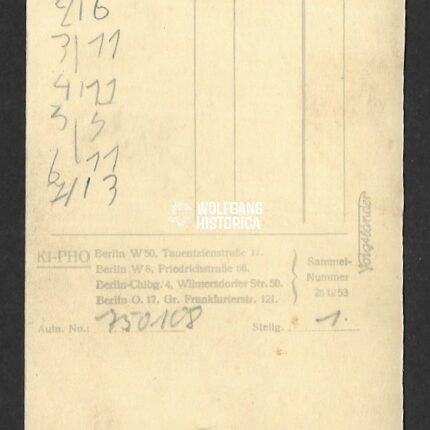 2/6
3/11
4/11
5/5
6/11
2/13
WOLFGANG
HISTORICA
KI-PHO Berlin W 50, Tauentzienstraße 11.
Berlin W 8, Friedrichstraße 66.
Berlin-Chlbg. 4, Wilmersdorfer Str. 50.
Berlin O. 17, Gr. Frankfurterstr. 121.
Sammel-
Nummer
Voigtländer
Aufn. No.: 750108 Stellg. 1.